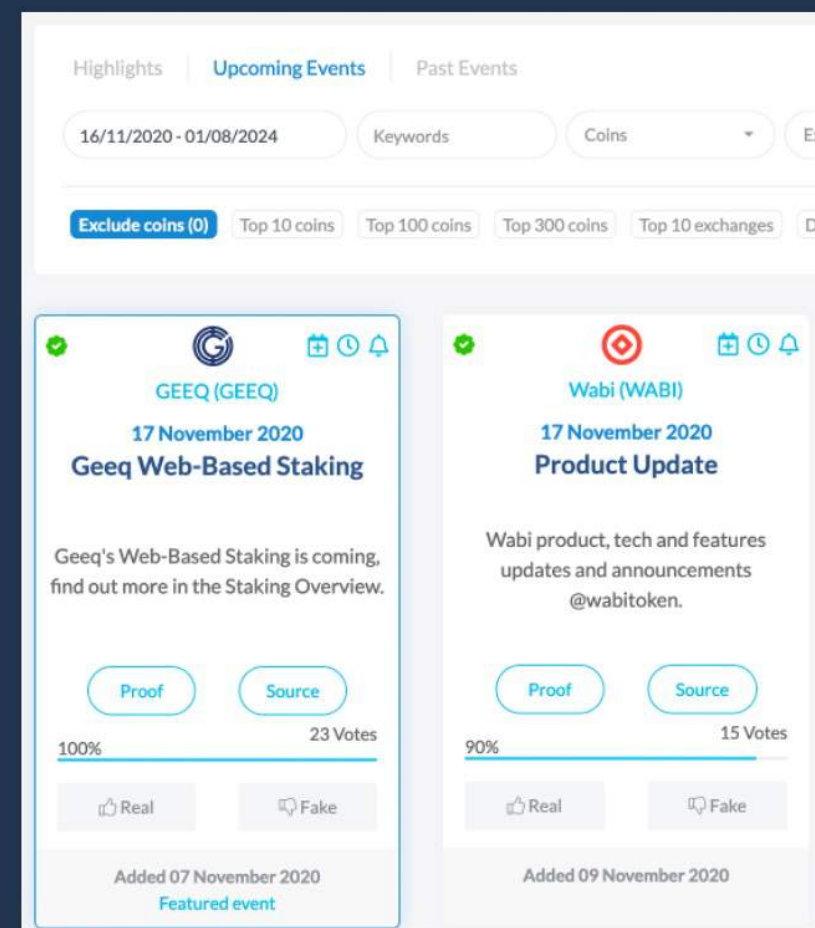 Highlights Upcoming Events Past Events
16/11/2020 - 01/08/2024 Keywords Coins
Exclude coins (0) Top 10 coins Top 100 coins Top 300 coins Top 10 exchanges
GEEQ (GEEQ)
17 November 2020
Geeq Web-Based Staking
Geeq's Web-Based Staking is coming,
find out more in the Staking Overview.
Proof Source
100% 23 Votes
Real Fake
Added 07 November 2020
Featured event
Wabi (WABI)
17 November 2020
Product Update
Wabi product, tech and features
updates and announcements
@wabitoken.
Proof Source
90% 15 Votes
Real Fake
Added 09 November 2020